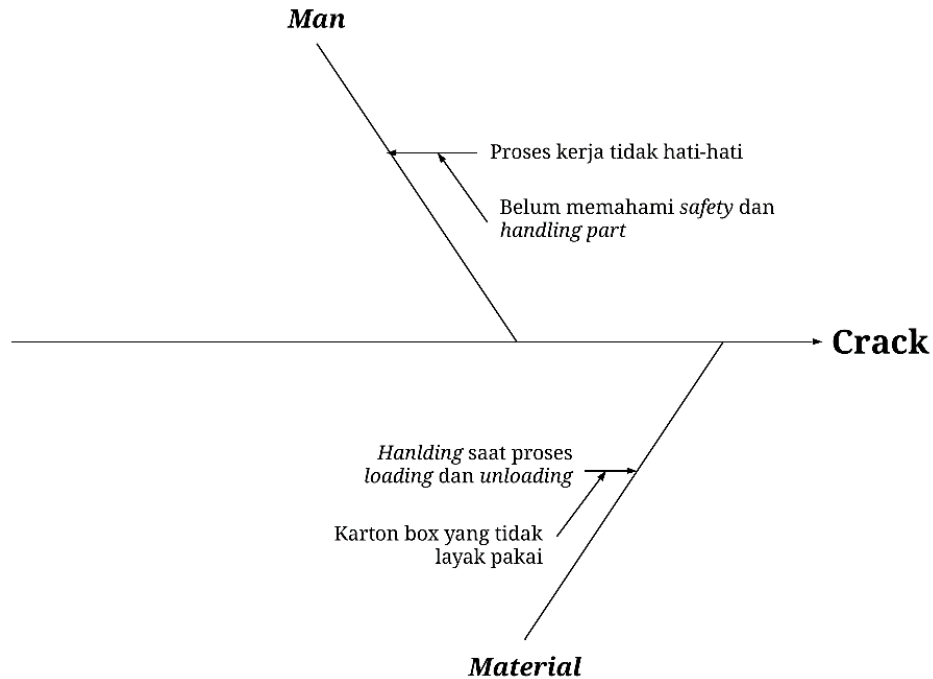 Man
Proses kerja tidak hati-hati
Belum memahami safety dan
handling part
Crack
Hanlding saat proses
loading dan unloading
Karton box yang tidak
layak pakai
Material